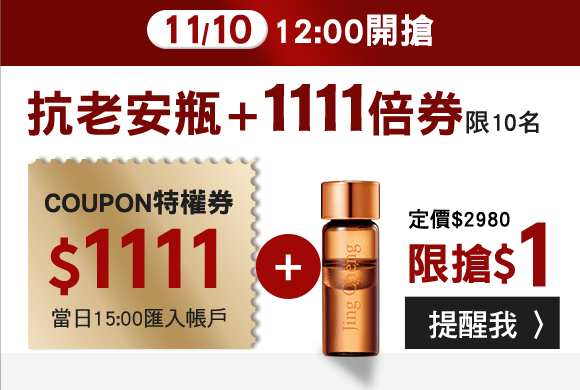 11/10 12:00開搶
抗老安瓶+1111倍券限10名
COUPON特權券
$1111
當日15:00匯入帳戶
+
Jing Cheng
定價$2980
限搶$1
提醒我 〉